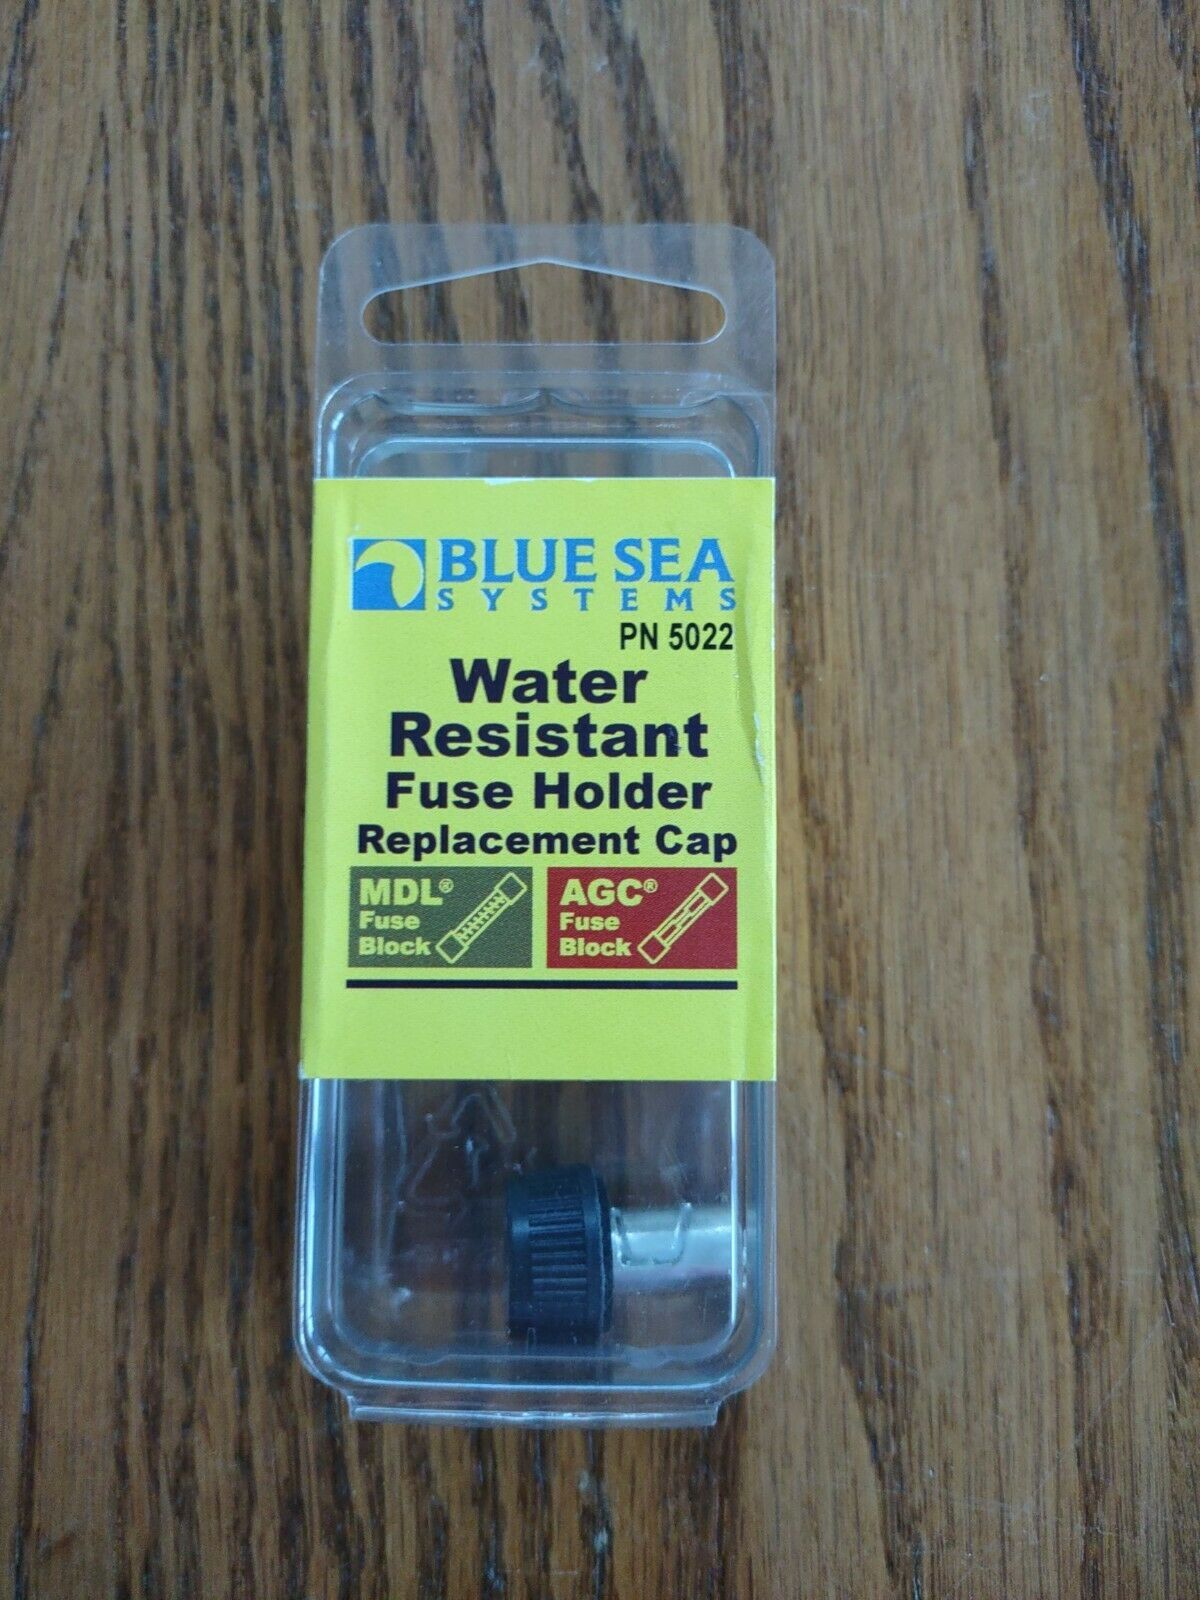 BLUE SEA
SYSTEMS
PN 5022
Water
Resistant
Fuse Holder
Replacement Cap
MDL®
Fuse
Block
AGC®
Fuse
Block